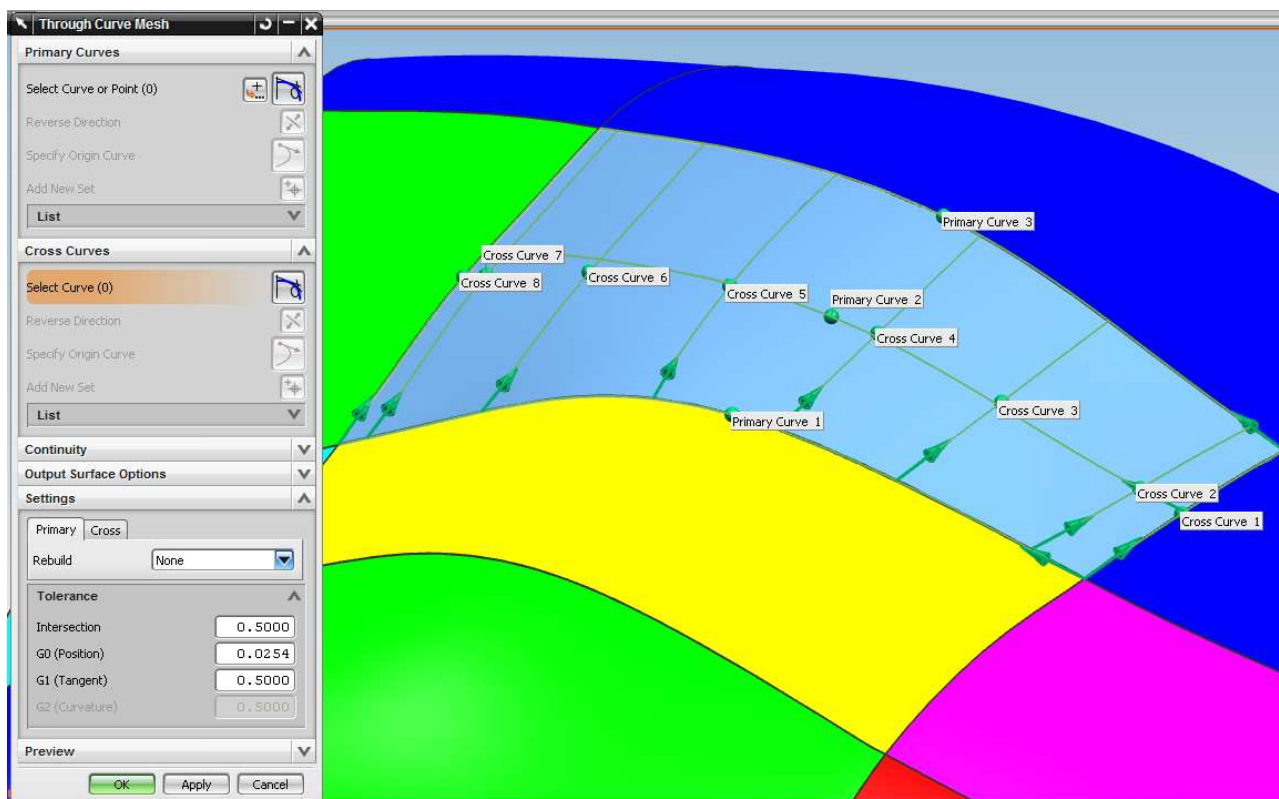 Through Curve Mesh
Primary Curves
Select Curve or Point (0)
Reverse Direction
Specify Origin Curve
Add New Set
List
Cross Curves
Select Curve (0)
Reverse Direction
Specify Origin Curve
Add New Set
List
Continuity
Output Surface Options
Settings
Primary Cross
Rebuild None
Tolerance
Intersection 0.5000
G0 (Position) 0.0254
G1 (Tangent) 0.5000
G2 (Curvature) 0.5000
Preview
OK Apply Cancel
Primary Curve 3
Cross Curve 7
Cross Curve 8
Cross Curve 6
Cross Curve 5
Primary Curve 2
Cross Curve 4
Cross Curve 3
Primary Curve 1
Cross Curve 2
Cross Curve 1